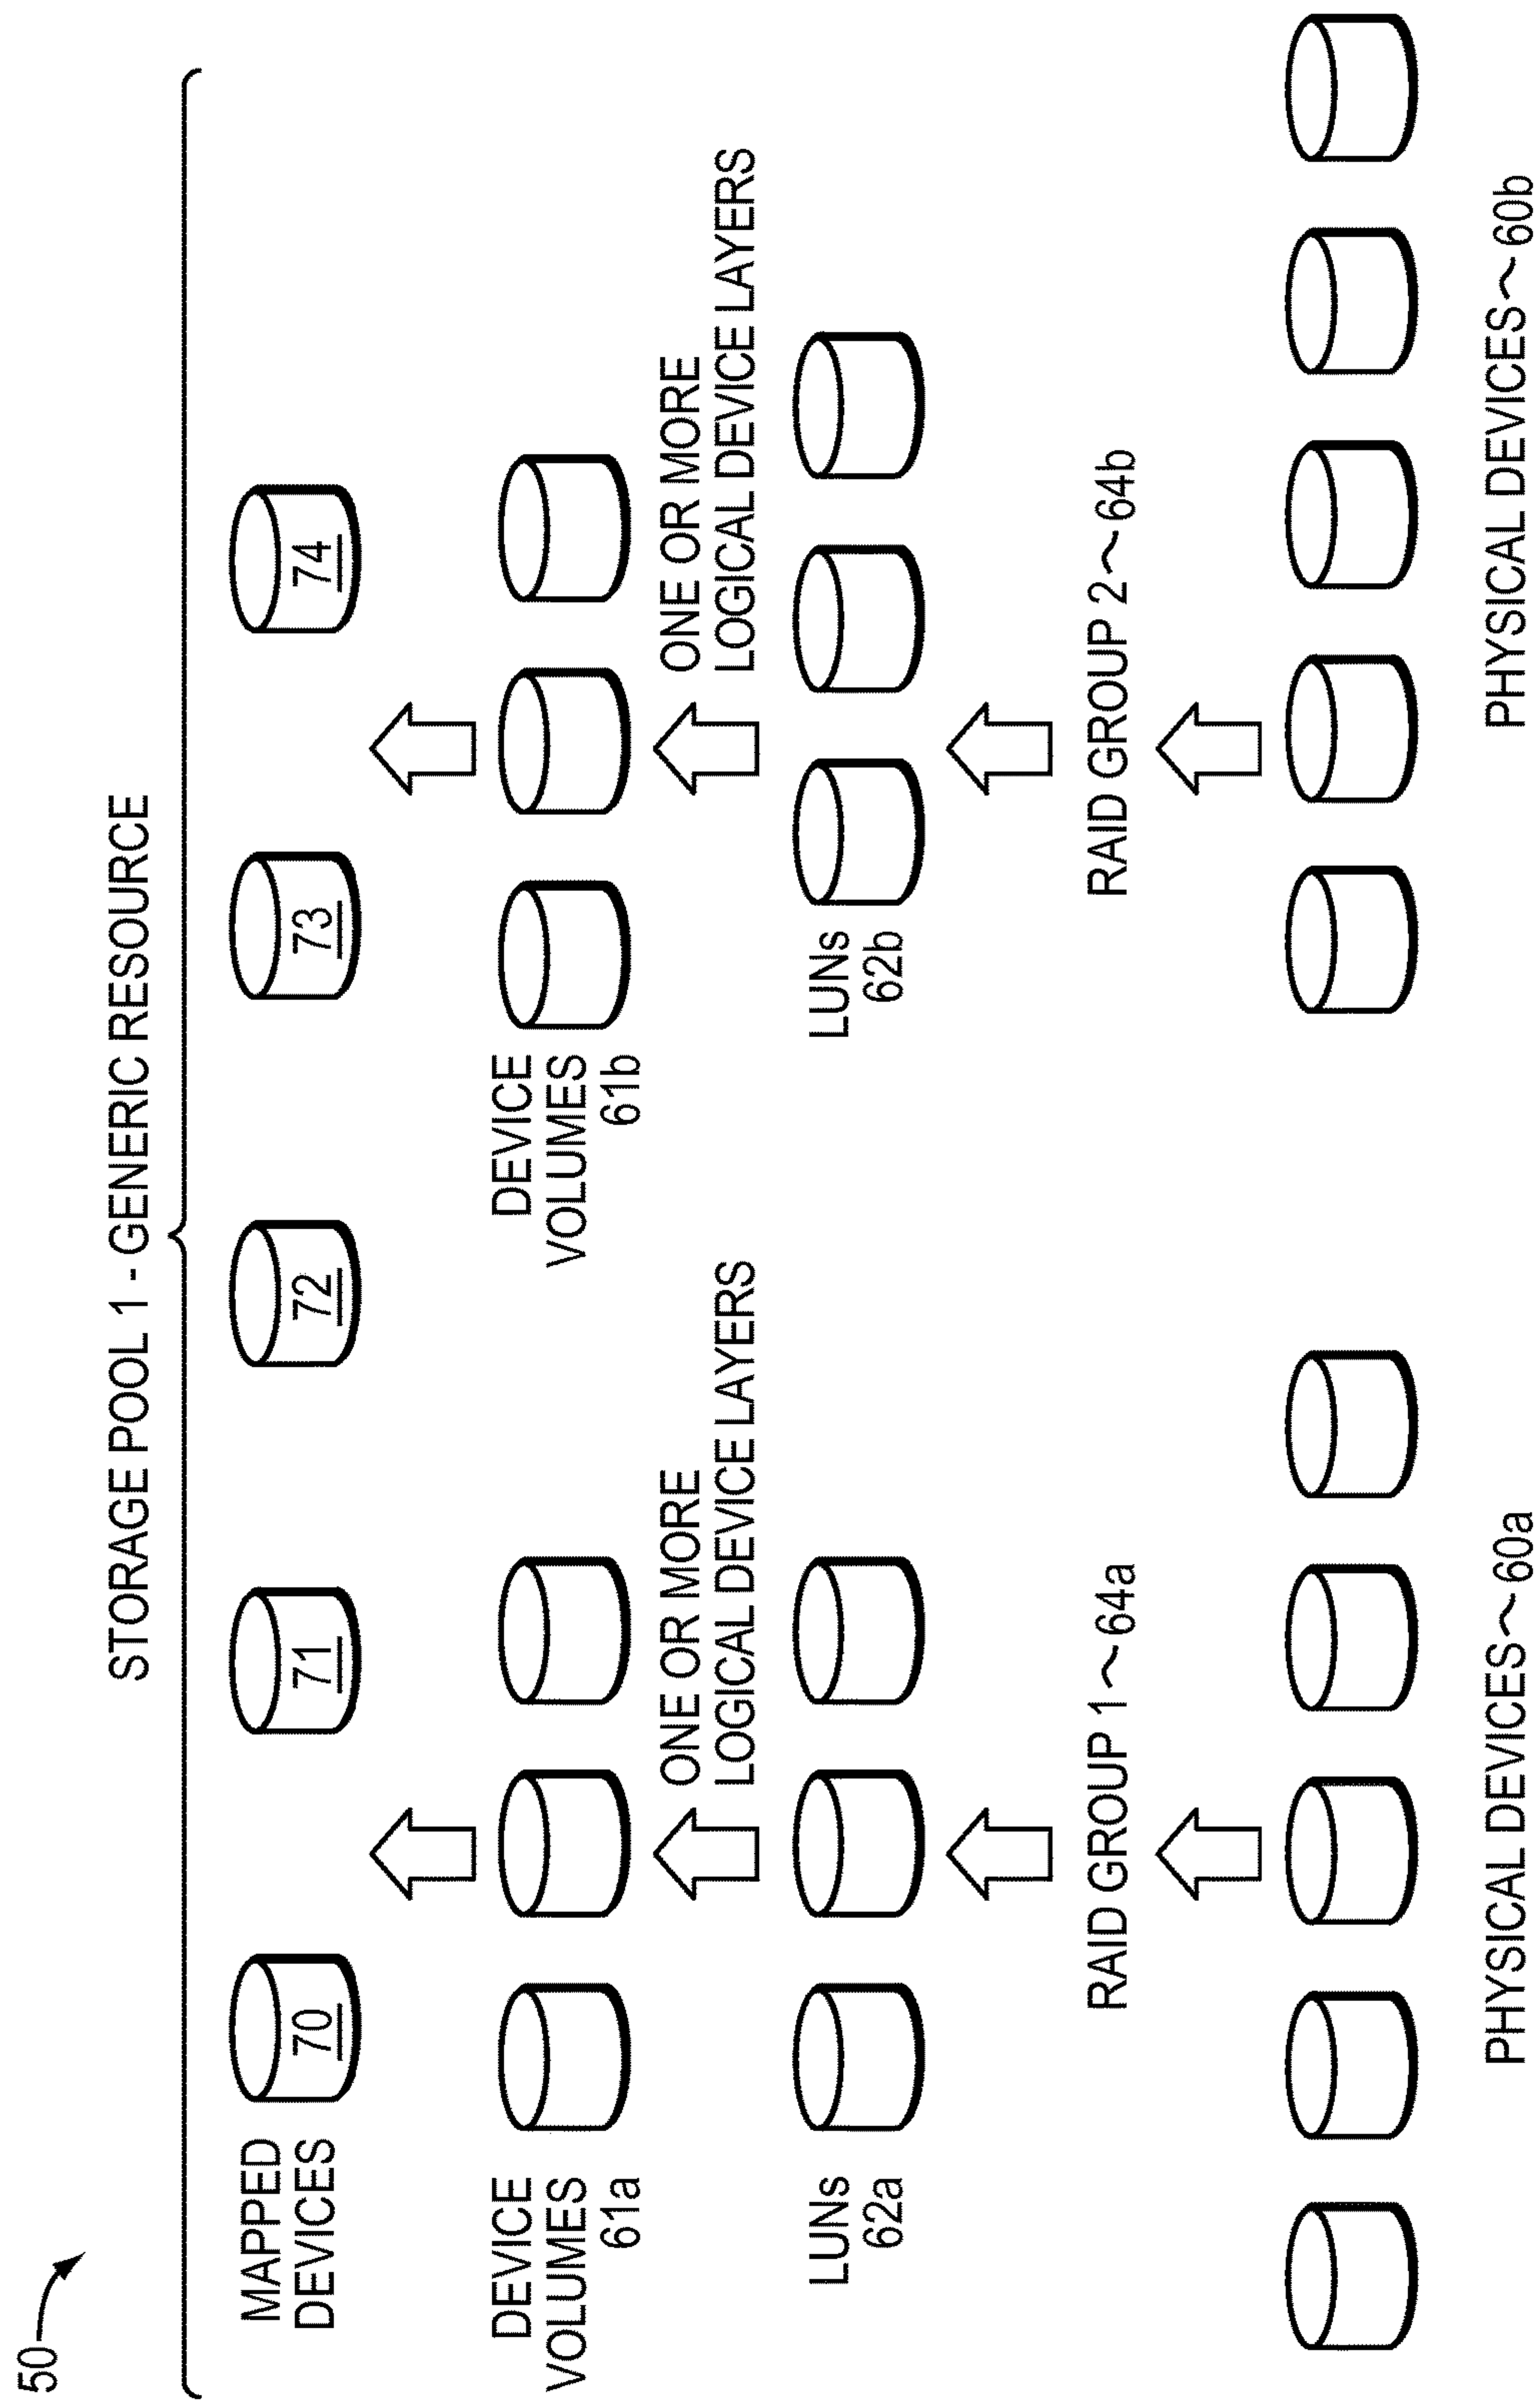 50
STORAGE POOL 1 - GENERIC RESOURCE
MAPPED
DEVICES
70
71
72
73
74
DEVICE
VOLUMES
61a
DEVICE
VOLUMES
61b
ONE OR MORE
LOGICAL DEVICE LAYERS
ONE OR MORE
LOGICAL DEVICE LAYERS
LUNs
62a
LUNs
62b
RAID GROUP 1~64a
RAID GROUP 2~64b
PHYSICAL DEVICES~60a
PHYSICAL DEVICES~60b